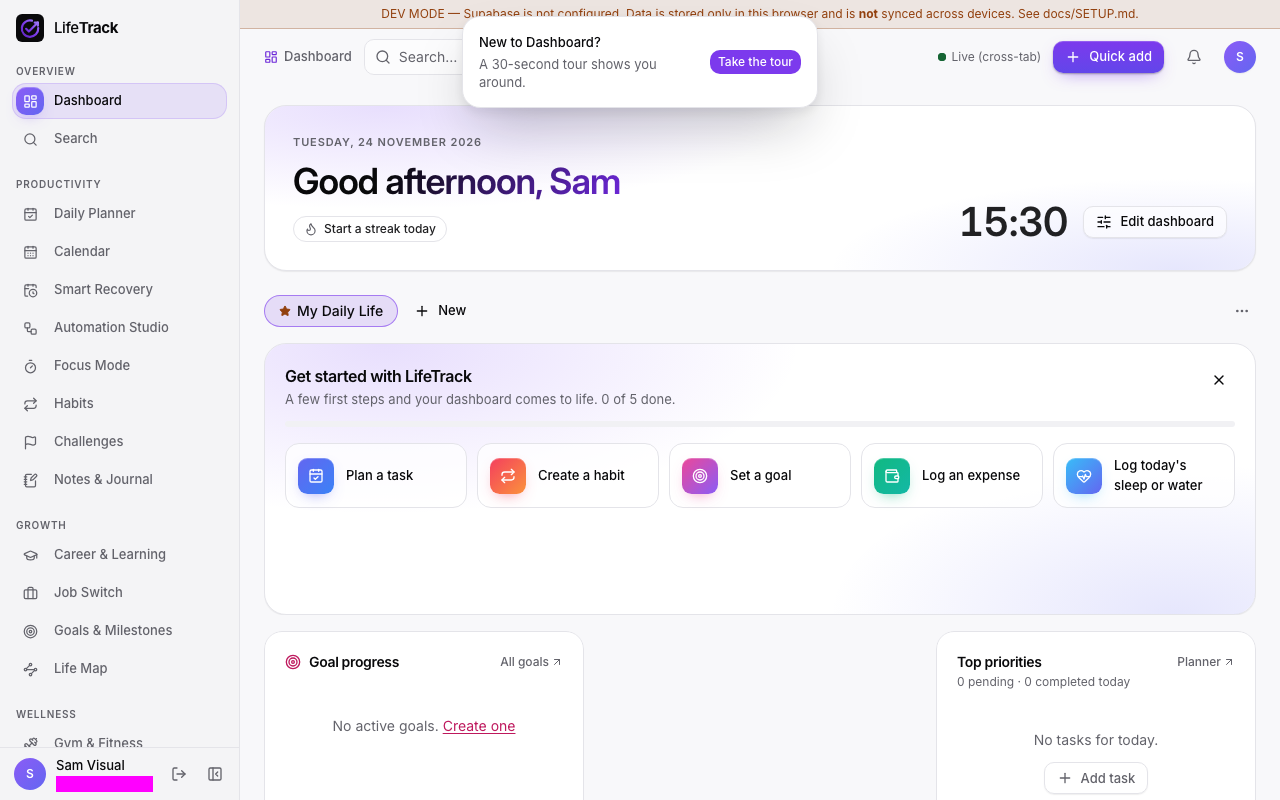 DEV MODE — Supabase is not configured. Data is stored only in this browser and is not synced across devices. See docs/SETUP.md.
LifeTrack
OVERVIEW
Dashboard
Search
PRODUCTIVITY
Daily Planner
Calendar
Smart Recovery
Automation Studio
Focus Mode
Habits
Challenges
Notes & Journal
GROWTH
Career & Learning
Job Switch
Goals & Milestones
Life Map
WELLNESS
Gym & Fitness
S
Sam Visual
Dashboard
Search...
New to Dashboard?
A 30-second tour shows you
around.
Take the tour
Live (cross-tab)
Quick add
S
TUESDAY, 24 NOVEMBER 2026
Good afternoon, Sam
Start a streak today
15:30
Edit dashboard
My Daily Life
New
Get started with LifeTrack
A few first steps and your dashboard comes to life. 0 of 5 done.
Plan a task
Create a habit
Set a goal
Log an expense
Log today's
sleep or water
Goal progress
All goals
No active goals. Create one
Top priorities
Planner
0 pending · 0 completed today
No tasks for today.
Add task